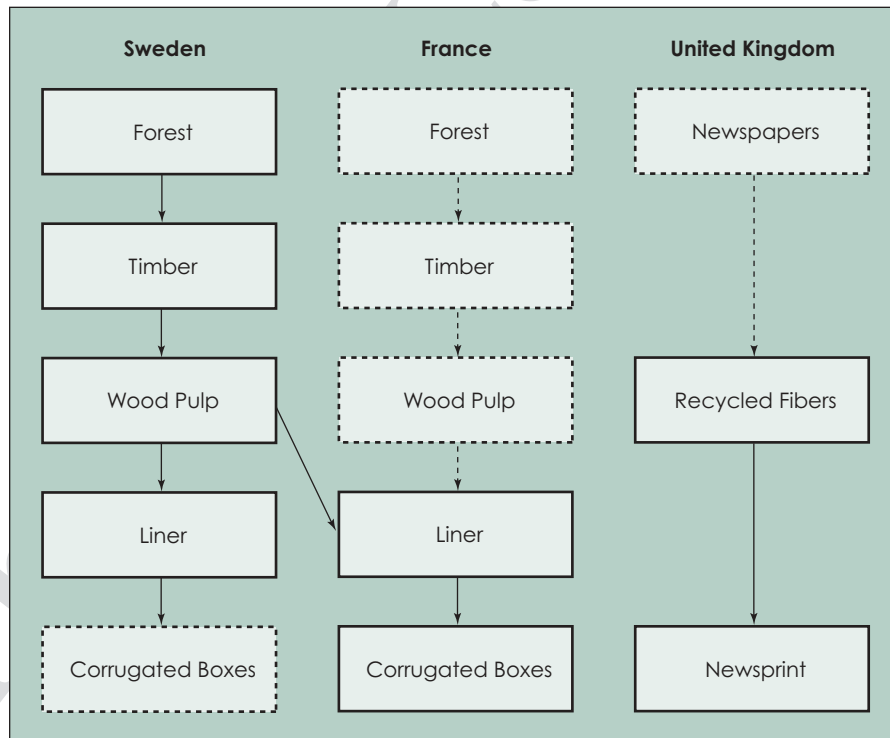 Sweden France United Kingdom
Forest Forest Newspapers
Timber Timber
Wood Pulp Wood Pulp Recycled Fibers
Liner Liner
Corrugated Boxes Corrugated Boxes Newsprint